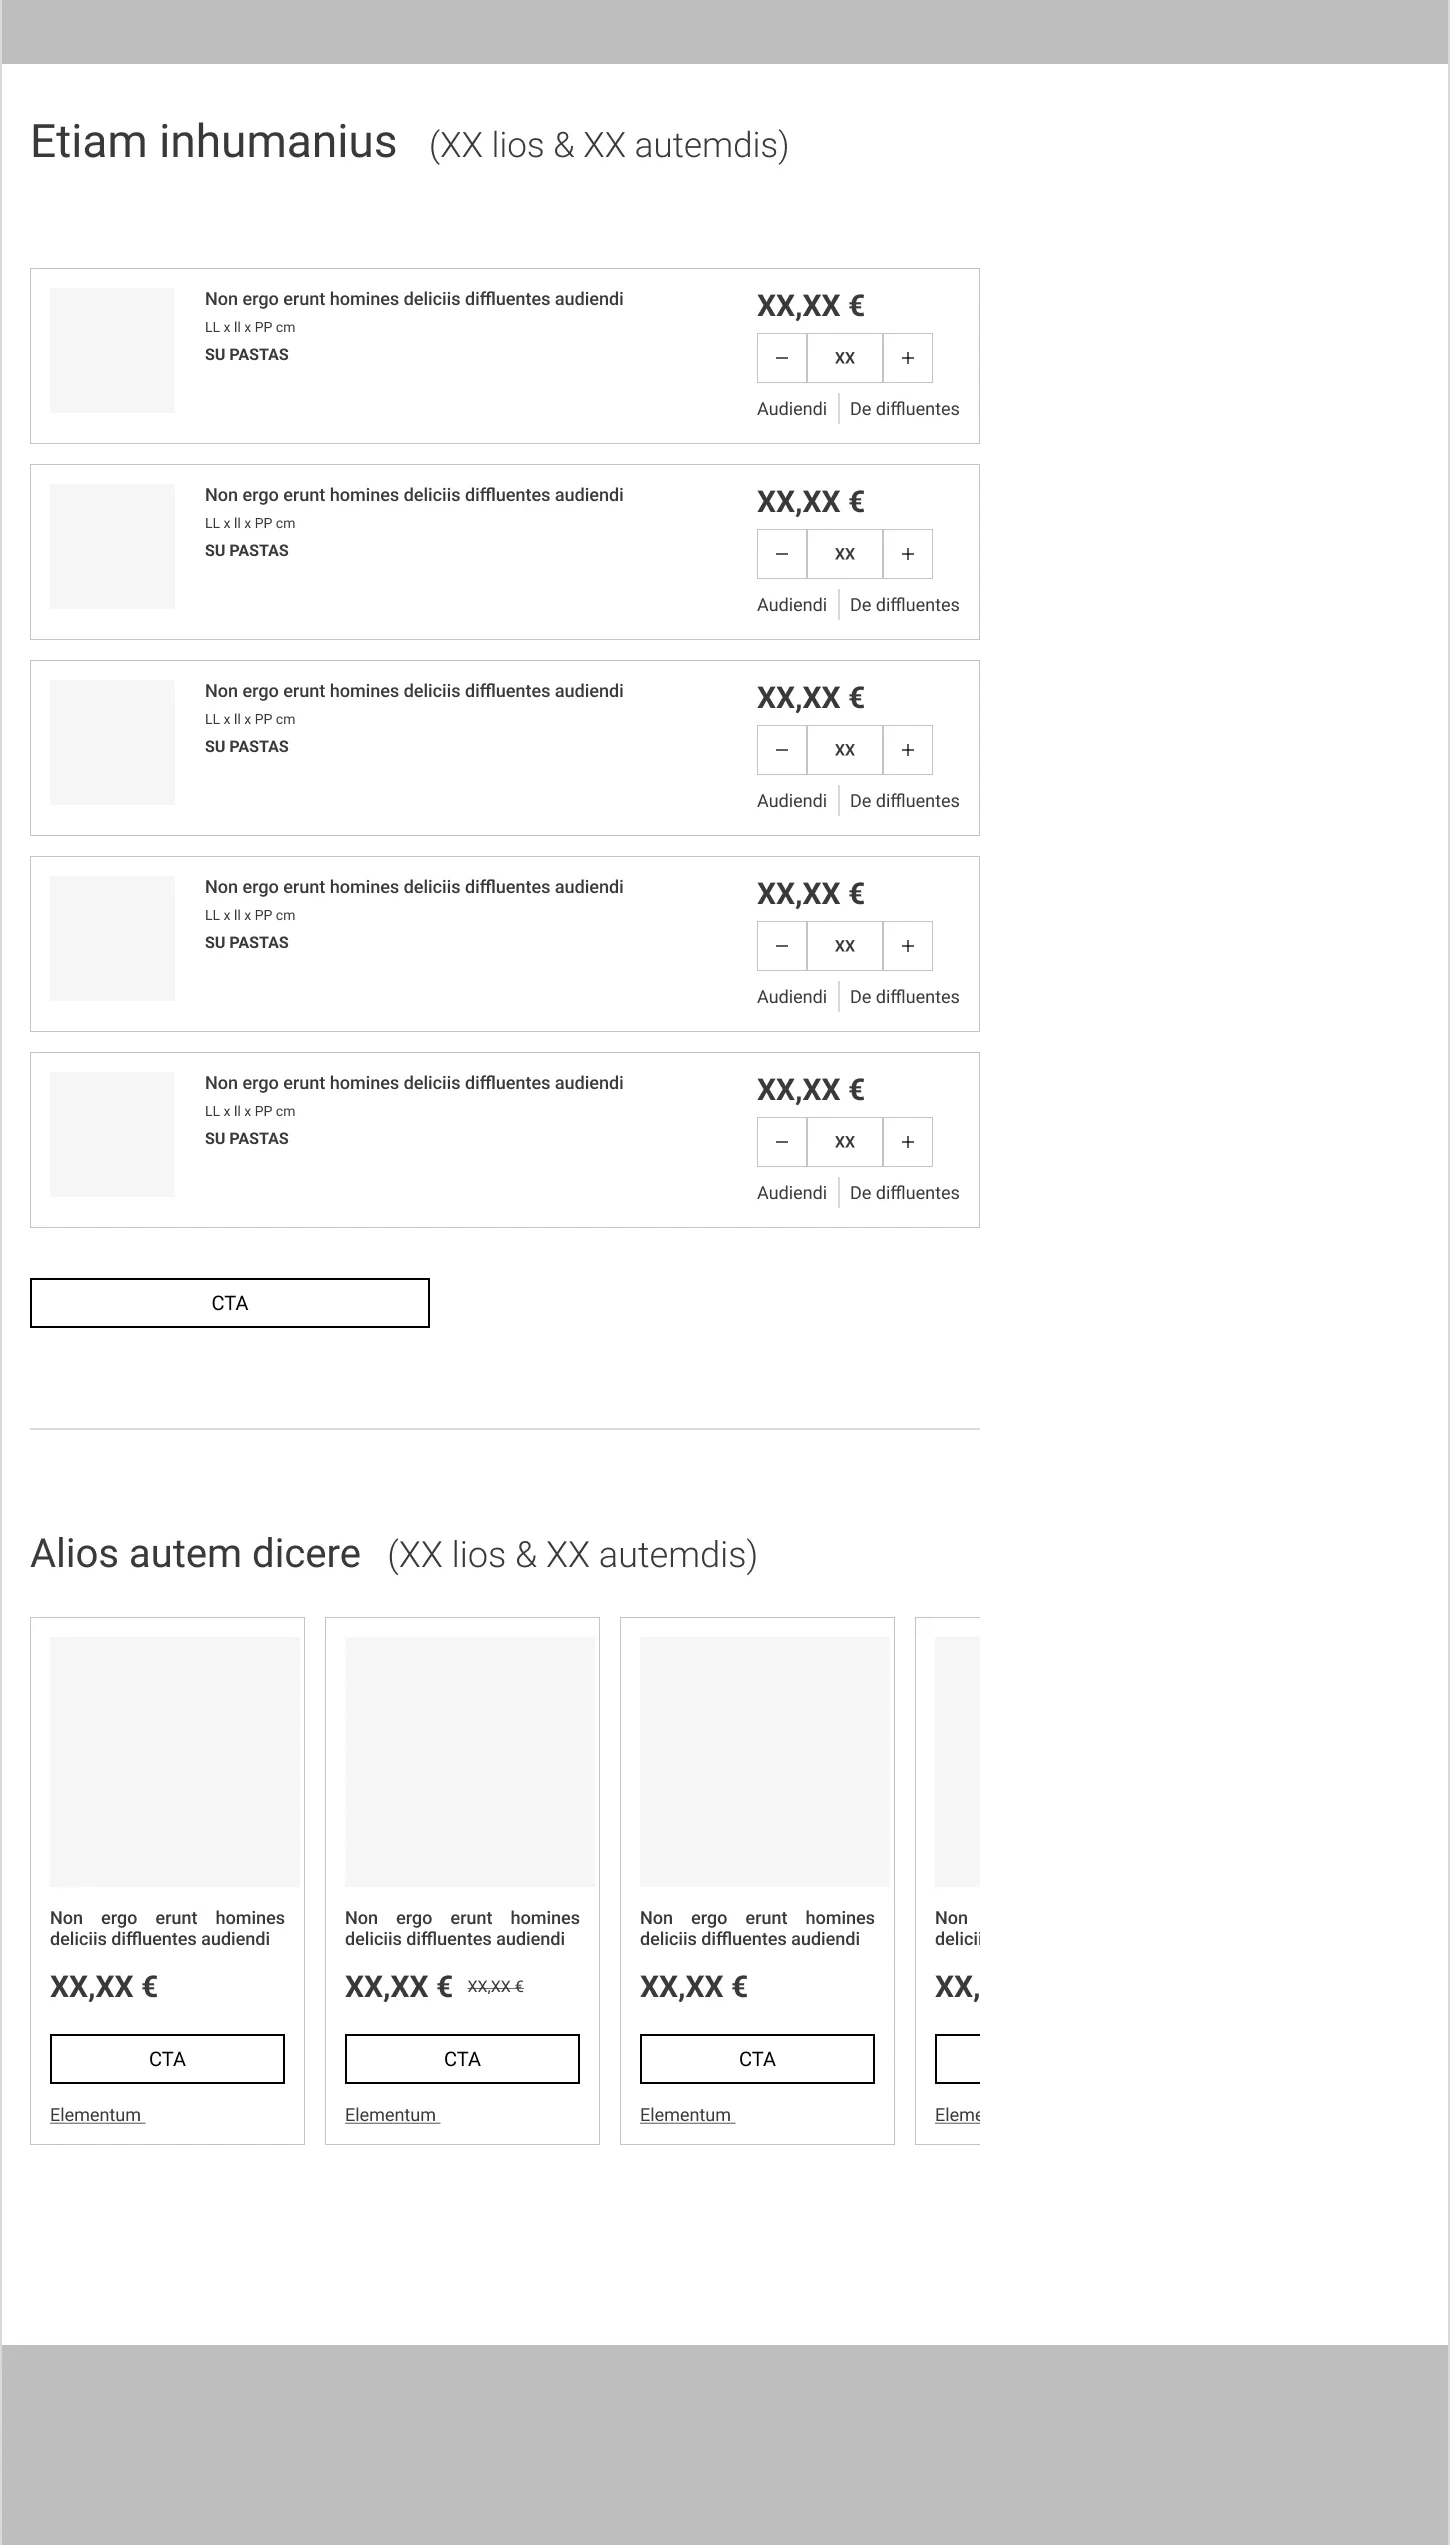 Etiam inhumanius (XX lios & XX autemdis)
Non ergo erunt homines deliciis diffluentes audiendi
LL x ll x PP cm
SU PASTAS
XX,XX €
− XX +
Audiendi De diffluentes
Non ergo erunt homines deliciis diffluentes audiendi
LL x ll x PP cm
SU PASTAS
XX,XX €
− XX +
Audiendi De diffluentes
Non ergo erunt homines deliciis diffluentes audiendi
LL x ll x PP cm
SU PASTAS
XX,XX €
− XX +
Audiendi De diffluentes
Non ergo erunt homines deliciis diffluentes audiendi
LL x ll x PP cm
SU PASTAS
XX,XX €
− XX +
Audiendi De diffluentes
Non ergo erunt homines deliciis diffluentes audiendi
LL x ll x PP cm
SU PASTAS
XX,XX €
− XX +
Audiendi De diffluentes
CTA
Alios autem dicere (XX lios & XX autemdis)
Non ergo erunt homines
deliciis diffluentes audiendi
XX,XX €
CTA
Elementum
Non ergo erunt homines
deliciis diffluentes audiendi
XX,XX € XX,XX €
CTA
Elementum
Non ergo erunt homines
deliciis diffluentes audiendi
XX,XX €
CTA
Elementum
Non
delicii
XX,
Eleme